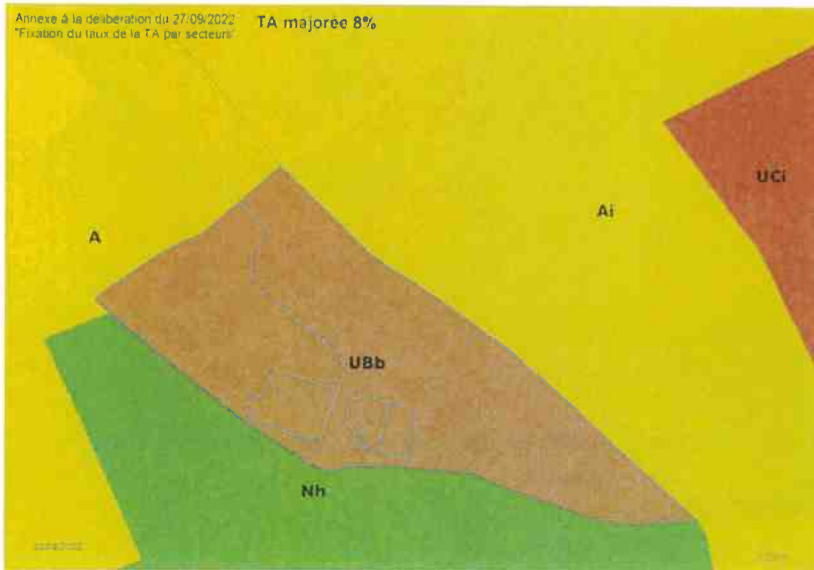 Annexe à la délibération du 27/09/2022
"Fixation du taux de la TA par secteurs"
TA majorée 8%
UCi
Ai
A
UBb
Nh